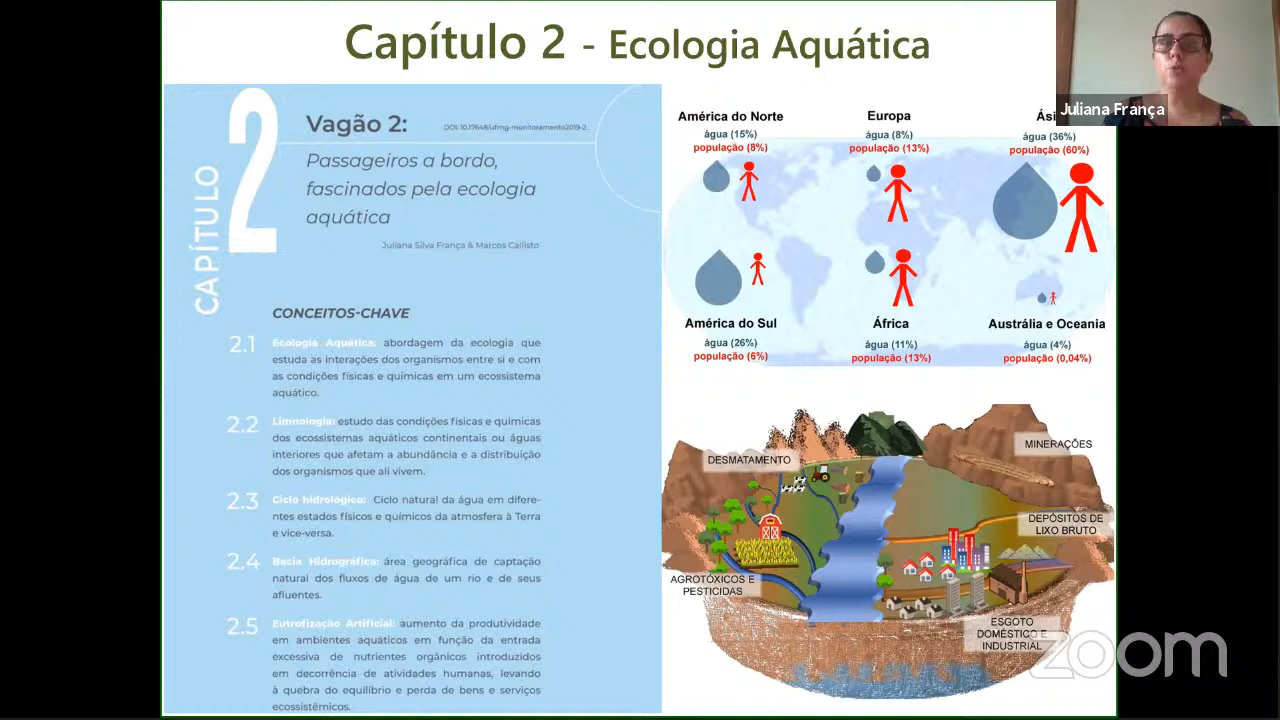 Capítulo 2 - Ecologia Aquática
Juliana França
CAPÍTULO
2
Vagão 2:
DOI: 10.17648/ufmg-monitoramento2019-2
Passageiros a bordo,
fascinados pela ecologia
aquática
Juliana Silva França & Marcos Callisto
CONCEITOS-CHAVE
2.1 Ecologia Aquática: abordagem da ecologia que
estuda as interações dos organismos entre si e com
as condições físicas e químicas em um ecossistema
aquático.
2.2 Limnologia: estudo das condições físicas e químicas
dos ecossistemas aquáticos continentais ou águas
interiores que afetam a abundância e a distribuição
dos organismos que ali vivem.
2.3 Ciclo hidrológico: Ciclo natural da água em difere-
ntes estados físicos e químicos da atmosfera à Terra
e vice-versa.
2.4 Bacia Hidrográfica: área geográfica de captação
natural dos fluxos de água de um rio e de seus
afluentes.
2.5 Eutrofização Artificial: aumento da produtividade
em ambientes aquáticos em função da entrada
excessiva de nutrientes orgânicos introduzidos
em decorrência de atividades humanas, levando
à quebra do equilíbrio e perda de bens e serviços
ecossistêmicos.
América do Norte
água (15%)
população (8%)
Europa
água (8%)
população (13%)
Ási
água (36%)
população (60%)
América do Sul
água (26%)
população (6%)
África
água (11%)
população (13%)
Austrália e Oceania
água (4%)
população (0,04%)
DESMATAMENTO
MINERAÇÕES
DEPÓSITOS DE
LIXO BRUTO
AGROTÓXICOS E
PESTICIDAS
ESGOTO
DOMÉSTICO E
INDUSTRIAL
zoom